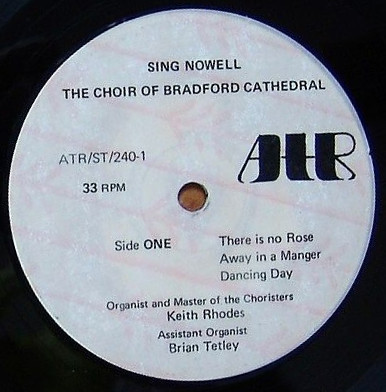 SING NOWELL
THE CHOIR OF BRADFORD CATHEDRAL
ATR/ST/240-1
ATR
33 RPM
Side ONE
There is no Rose
Away in a Manger
Dancing Day
Organist and Master of the Choristers
Keith Rhodes
Assistant Organist
Brian Tetley